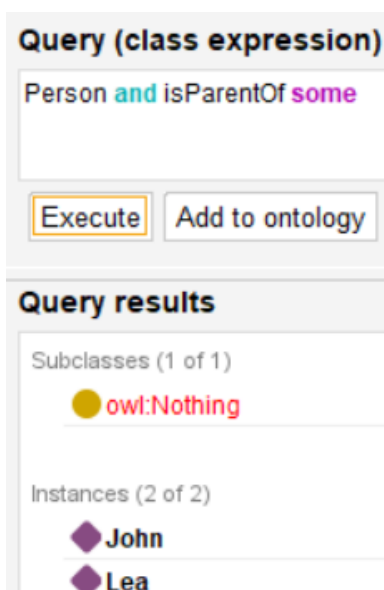 Query (class expression)
Person and isParentOf some
Execute
Add to ontology
Query results
Subclasses (1 of 1)
owl:Nothing
Instances (2 of 2)
John
Lea